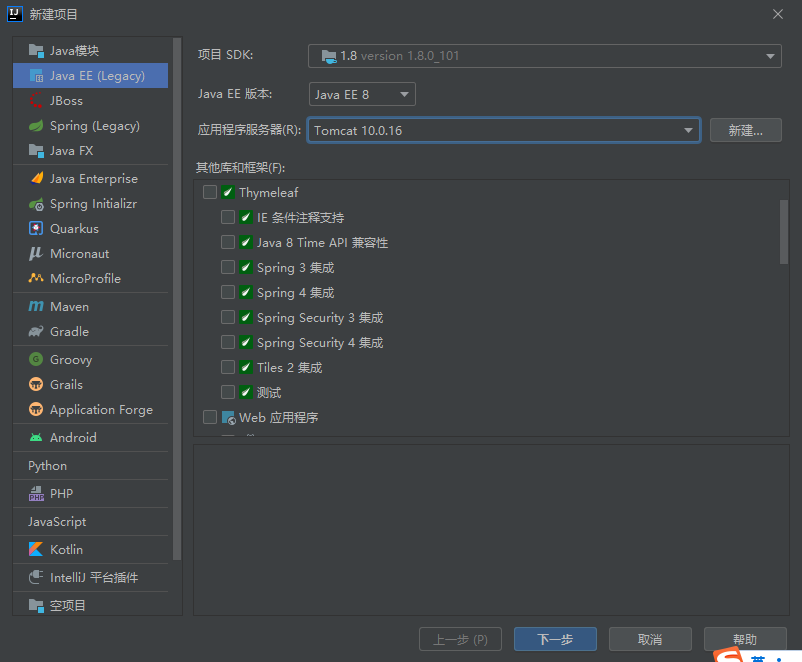 新建项目
Java模块
Java EE (Legacy)
JBoss
Spring (Legacy)
Java FX
Java Enterprise
Spring Initializr
Quarkus
Micronaut
MicroProfile
Maven
Gradle
Groovy
Grails
Application Forge
Android
Python
PHP
JavaScript
Kotlin
IntelliJ 平台插件
空项目
项目 SDK:
1.8 version 1.8.0_101
Java EE 版本:
Java EE 8
应用程序服务器(R):
Tomcat 10.0.16
新建...
其他库和框架(F):
Thymeleaf
IE 条件注释支持
Java 8 Time API 兼容性
Spring 3 集成
Spring 4 集成
Spring Security 3 集成
Spring Security 4 集成
Tiles 2 集成
测试
Web 应用程序
上一步 (P)
下一步
取消
帮助